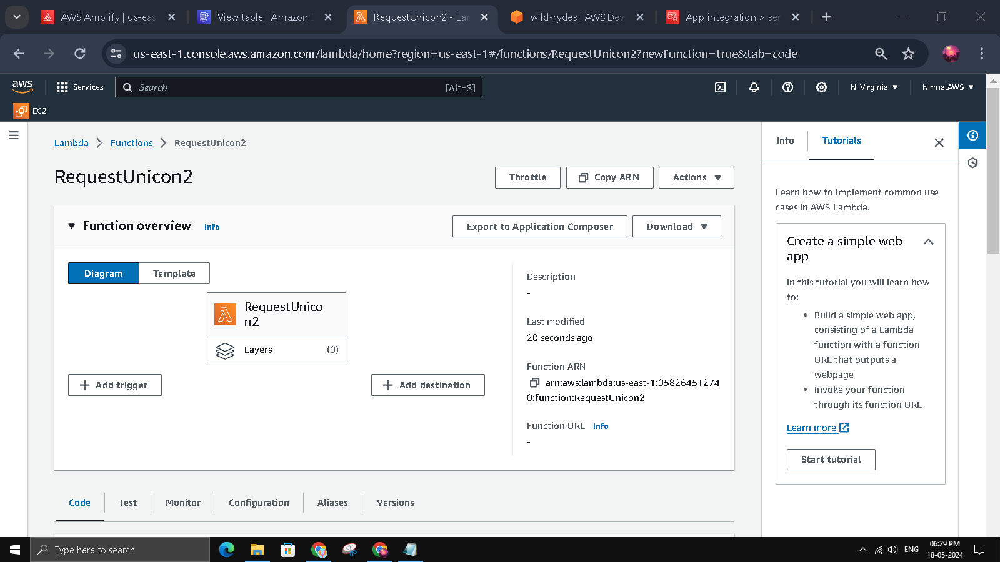 AWS Amplify | us-eas
View table | Amazon D
RequestUnicon2 - Lam
wild-rydes | AWS Dev
App integration > ser
us-east-1.console.aws.amazon.com/lambda/home?region=us-east-1#/functions/RequestUnicon2?newFunction=true&tab=code
aws
Services
Search
[Alt+S]
N. Virginia
NirmalAWS
EC2
Lambda
Functions
RequestUnicon2
RequestUnicon2
Throttle
Copy ARN
Actions
Function overview
Info
Export to Application Composer
Download
Diagram
Template
RequestUnico
n2
Layers
(0)
Add trigger
Add destination
Description
-
Last modified
20 seconds ago
Function ARN
arn:aws:lambda:us-east-1:05826451274
0:function:RequestUnicon2
Function URL
Info
-
Code
Test
Monitor
Configuration
Aliases
Versions
Info
Tutorials
Learn how to implement common use
cases in AWS Lambda.
Create a simple web
app
In this tutorial you will learn how
to:
• Build a simple web app,
consisting of a Lambda
function with a function
URL that outputs a
webpage
• Invoke your function
through its function URL
Learn more
Start tutorial
Type here to search
ENG
06:29 PM
18-05-2024